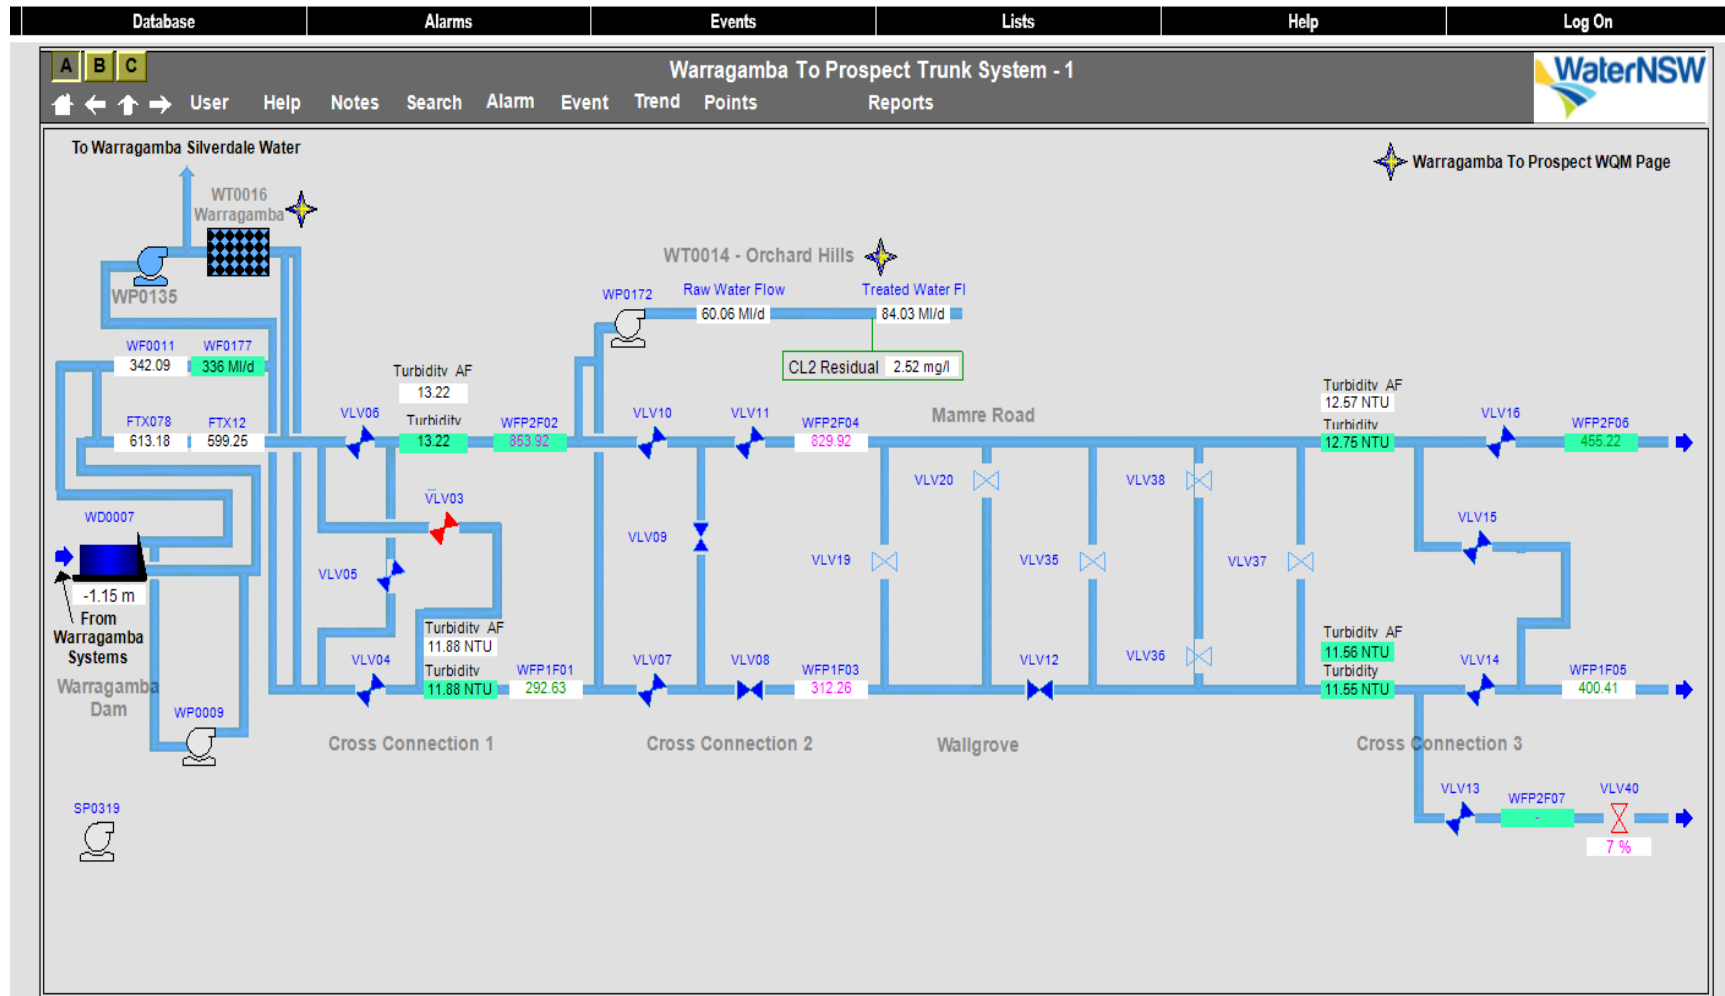 Database Alarms Events Lists Help Log On
A B C
Warragamba To Prospect Trunk System - 1
WaterNSW
User Help Notes Search Alarm Event Trend Points Reports
To Warragamba Silverdale Water
Warragamba To Prospect WQM Page
WT0016
Warragamba
WP0135
WT0014 - Orchard Hills
WP0172
Raw Water Flow
Treated Water Fl
60.06 Ml/d
84.03 Ml/d
CL2 Residual 2.52 mg/l
WF0011 WF0177
342.09 336 Ml/d
FTX078 FTX12
613.18 599.25
VLV06
Turbidity AF
13.22
Turbidity
13.22
WFP2F02
853.92
VLV10
VLV11
WFP2F04
829.92
Mamre Road
Turbidity AF
12.57 NTU
Turbidity
12.75 NTU
VLV16
WFP2F06
455.22
VLV03
VLV20
VLV38
WD0007
-1.15 m
From
Warragamba
Systems
Warragamba
Dam
VLV05
VLV09
VLV19
VLV35
VLV37
VLV15
VLV04
Turbidity AF
11.88 NTU
Turbidity
11.88 NTU
WFP1F01
292.63
VLV07
VLV08
WFP1F03
312.26
VLV12
VLV36
Turbidity AF
11.56 NTU
Turbidity
11.55 NTU
VLV14
WFP1F05
400.41
WP0009
Cross Connection 1
Cross Connection 2
Wallgrove
Cross Connection 3
SP0319
VLV13
WFP2F07
-
VLV40
7 %